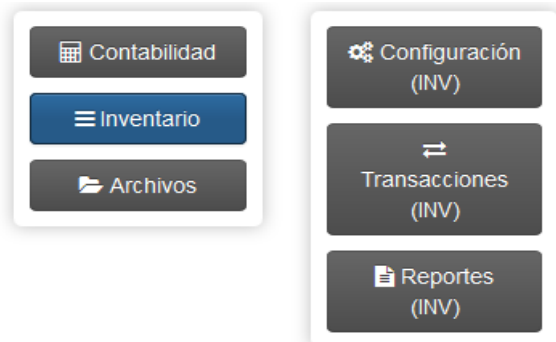 Contabilidad
Inventario
Archivos
Configuración
(INV)
Transacciones
(INV)
Reportes
(INV)